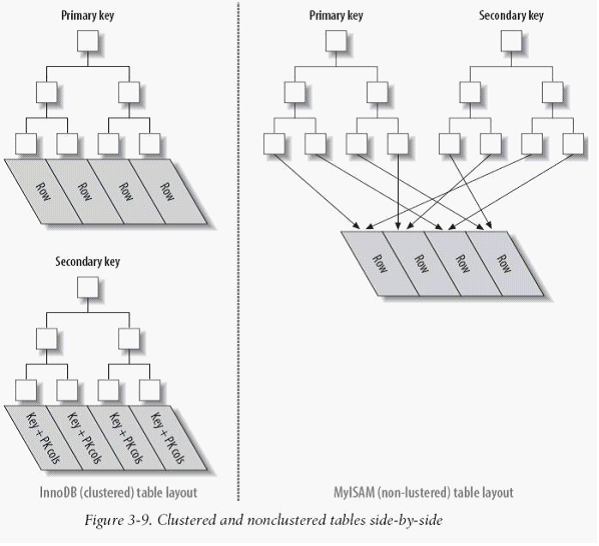 Primary key
Row
Row
Row
Row
Secondary key
Key + PK cols
Key + PK cols
Key + PK cols
Key + PK cols
InnoDB (clustered) table layout
Primary key
Secondary key
Row
Row
Row
Row
MyISAM (non-lustered) table layout
Figure 3-9. Clustered and nonclustered tables side-by-side